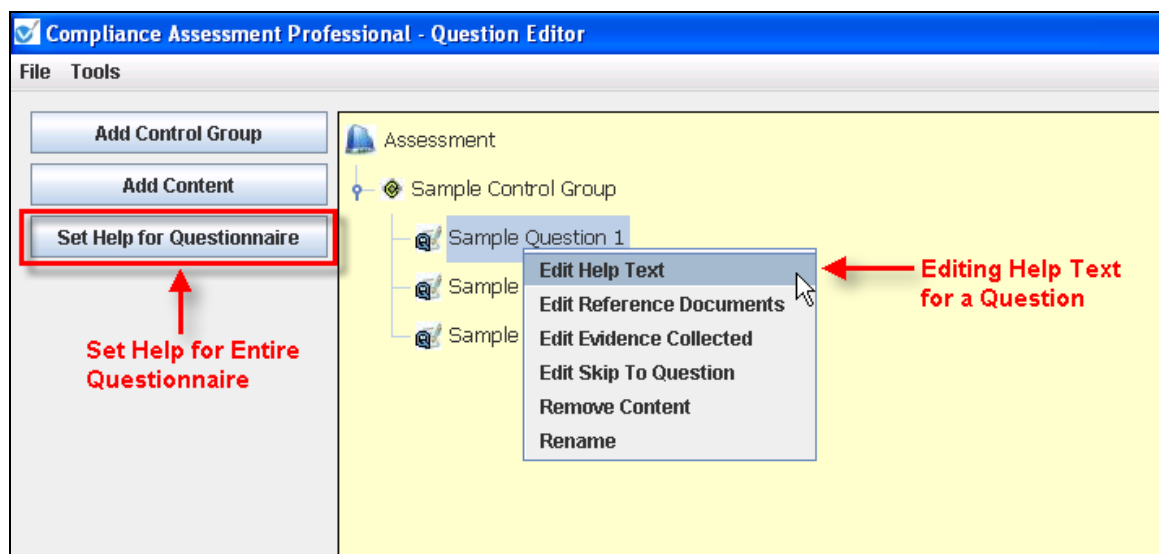 Compliance Assessment Professional - Question Editor
File Tools
Add Control Group
Add Content
Set Help for Questionnaire
Set Help for Entire
Questionnaire
Assessment
Sample Control Group
Sample Question 1
Sample
Sample
Edit Help Text
Edit Reference Documents
Edit Evidence Collected
Edit Skip To Question
Remove Content
Rename
Editing Help Text
for a Question